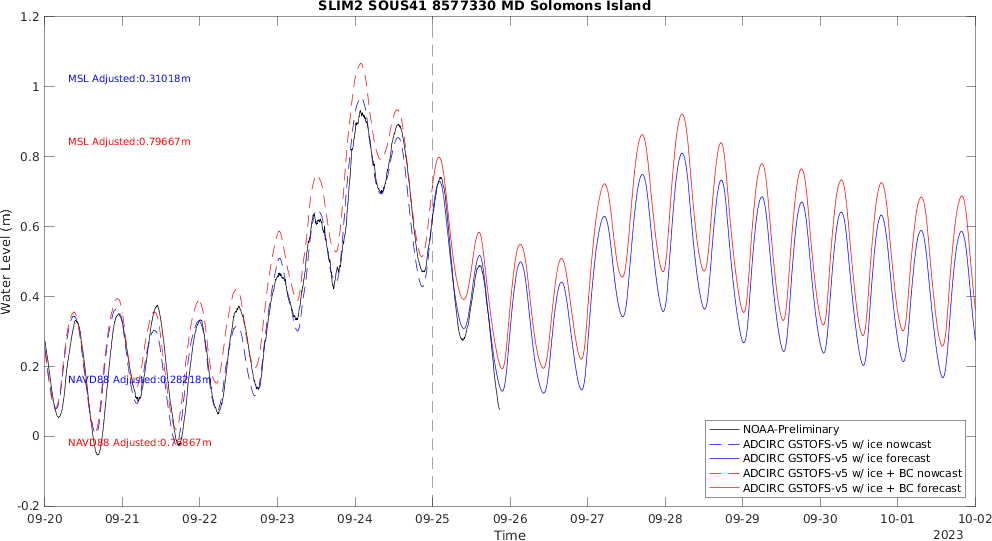 SLIM2 SOUS41 8577330 MD Solomons Island
1.2
1
0.8
0.6
0.4
0.2
0
-0.2
Water Level (m)
MSL Adjusted:0.31018m
MSL Adjusted:0.79667m
NAVD88 Adjusted:0.28218m
NAVD88 Adjusted:0.76867m
NOAA-Preliminary
ADCIRC GSTOFS-v5 w/ ice nowcast
ADCIRC GSTOFS-v5 w/ ice forecast
ADCIRC GSTOFS-v5 w/ ice + BC nowcast
ADCIRC GSTOFS-v5 w/ ice + BC forecast
09-20 09-21 09-22 09-23 09-24 09-25 09-26 09-27 09-28 09-29 09-30 10-01 10-02
Time
2023